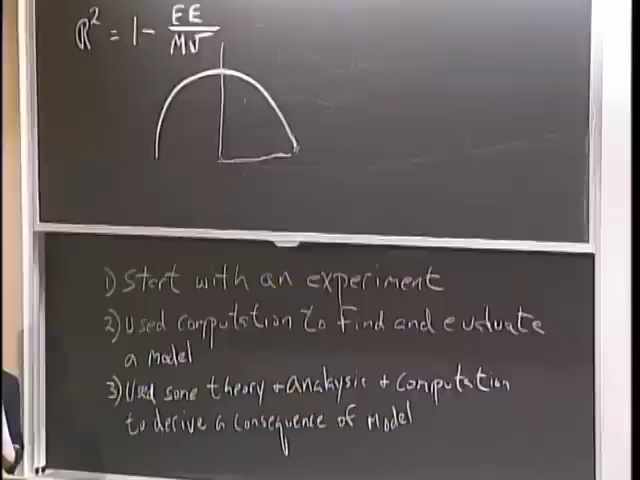 R² = 1 - EE/MV
1) Start with an experiment
2) Used computation to find and evaluate
a model
3) Used some theory + analysis + computation
to derive a consequence of model